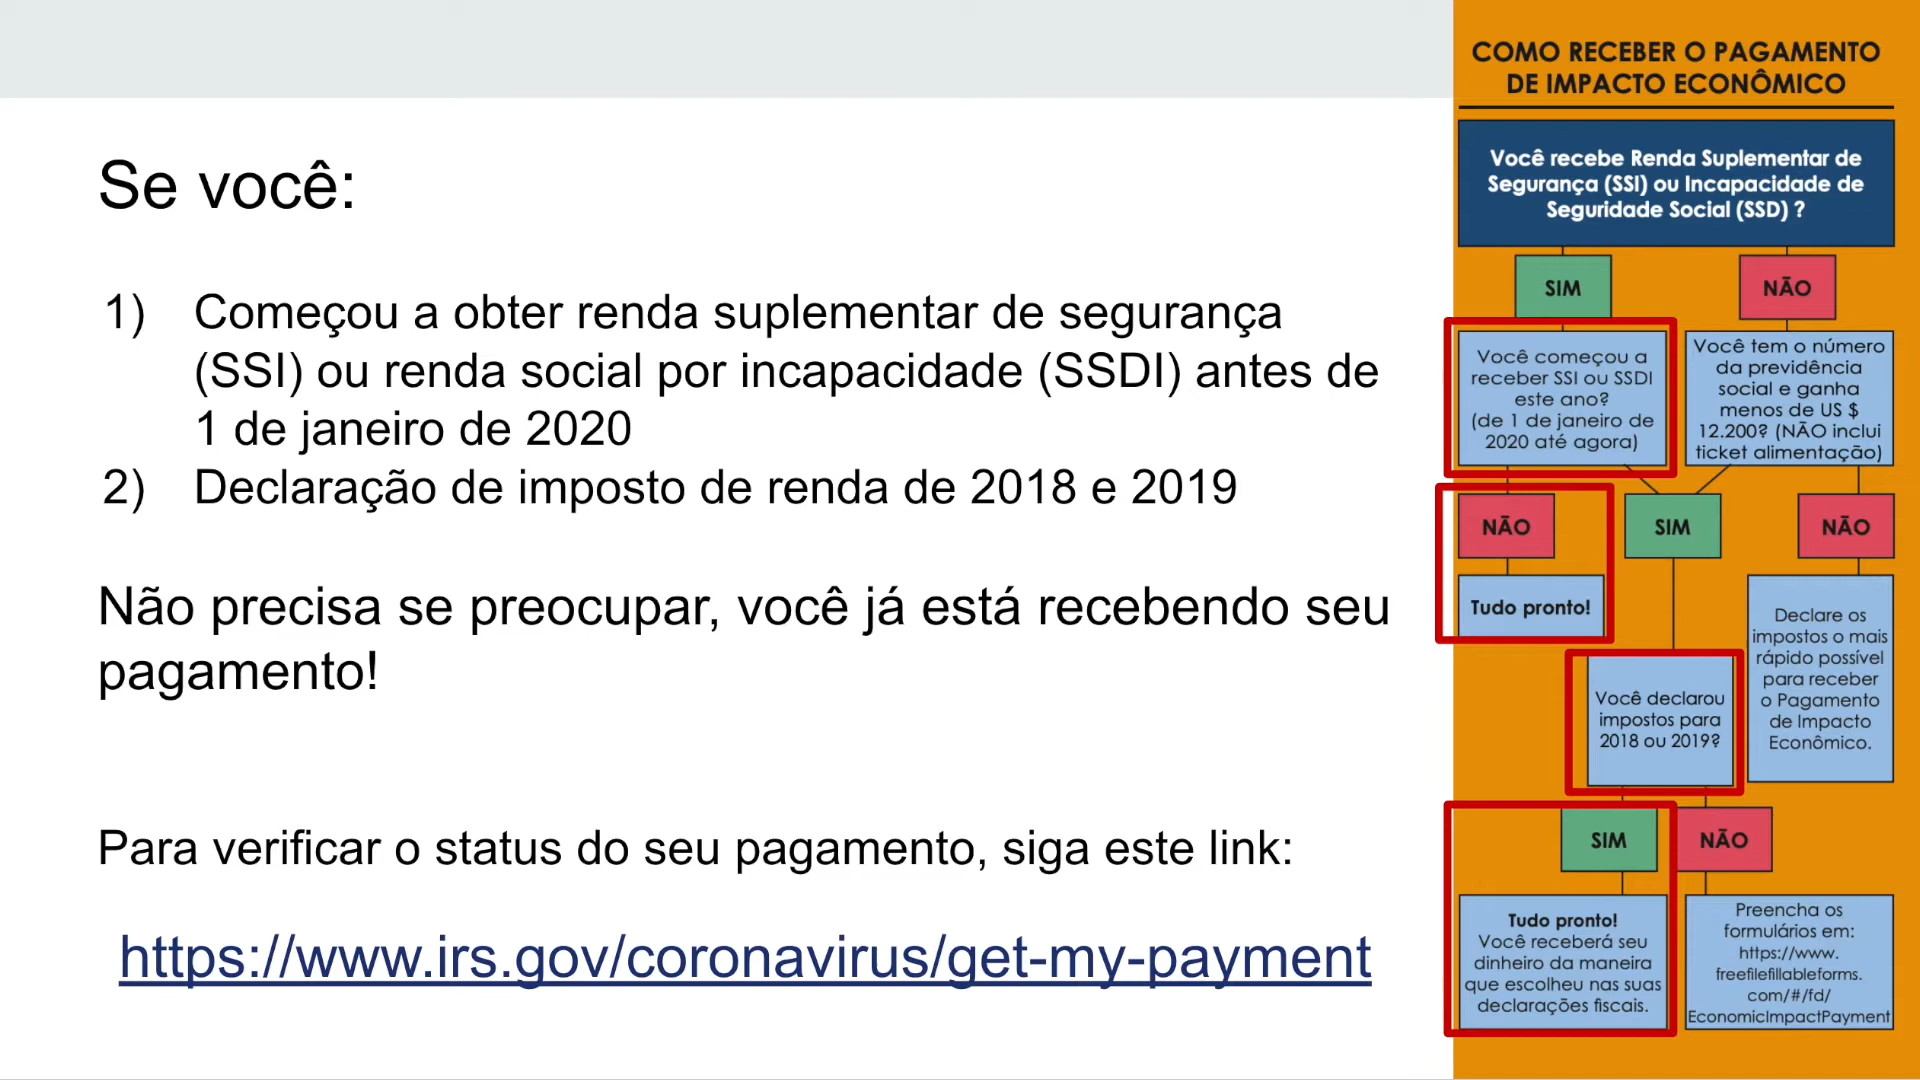 Se você:
1) Começou a obter renda suplementar de segurança
(SSI) ou renda social por incapacidade (SSDI) antes de
1 de janeiro de 2020
2) Declaração de imposto de renda de 2018 e 2019
Não precisa se preocupar, você já está recebendo seu
pagamento!
Para verificar o status do seu pagamento, siga este link:
https://www.irs.gov/coronavirus/get-my-payment
COMO RECEBER O PAGAMENTO
DE IMPACTO ECONÔMICO
Você recebe Renda Suplementar de
Segurança (SSI) ou Incapacidade de
Seguridade Social (SSD) ?
SIM
NÃO
Você começou a
receber SSI ou SSDI
este ano?
(de 1 de janeiro de
2020 até agora)
Você tem o número
da previdência
social e ganha
menos de US $
12.200? (NÃO inclui
ticket alimentação)
NÃO
SIM
NÃO
Tudo pronto!
Declare os
impostos o mais
rápido possível
para receber
o Pagamento
de Impacto
Econômico.
Você declarou
impostos para
2018 ou 2019?
SIM
NÃO
Tudo pronto!
Você receberá seu
dinheiro da maneira
que escolheu nas suas
declarações fiscais.
Preencha os
formulários em:
https://www.
freefilefillableforms.
com/#/fd/
EconomicImpactPayment